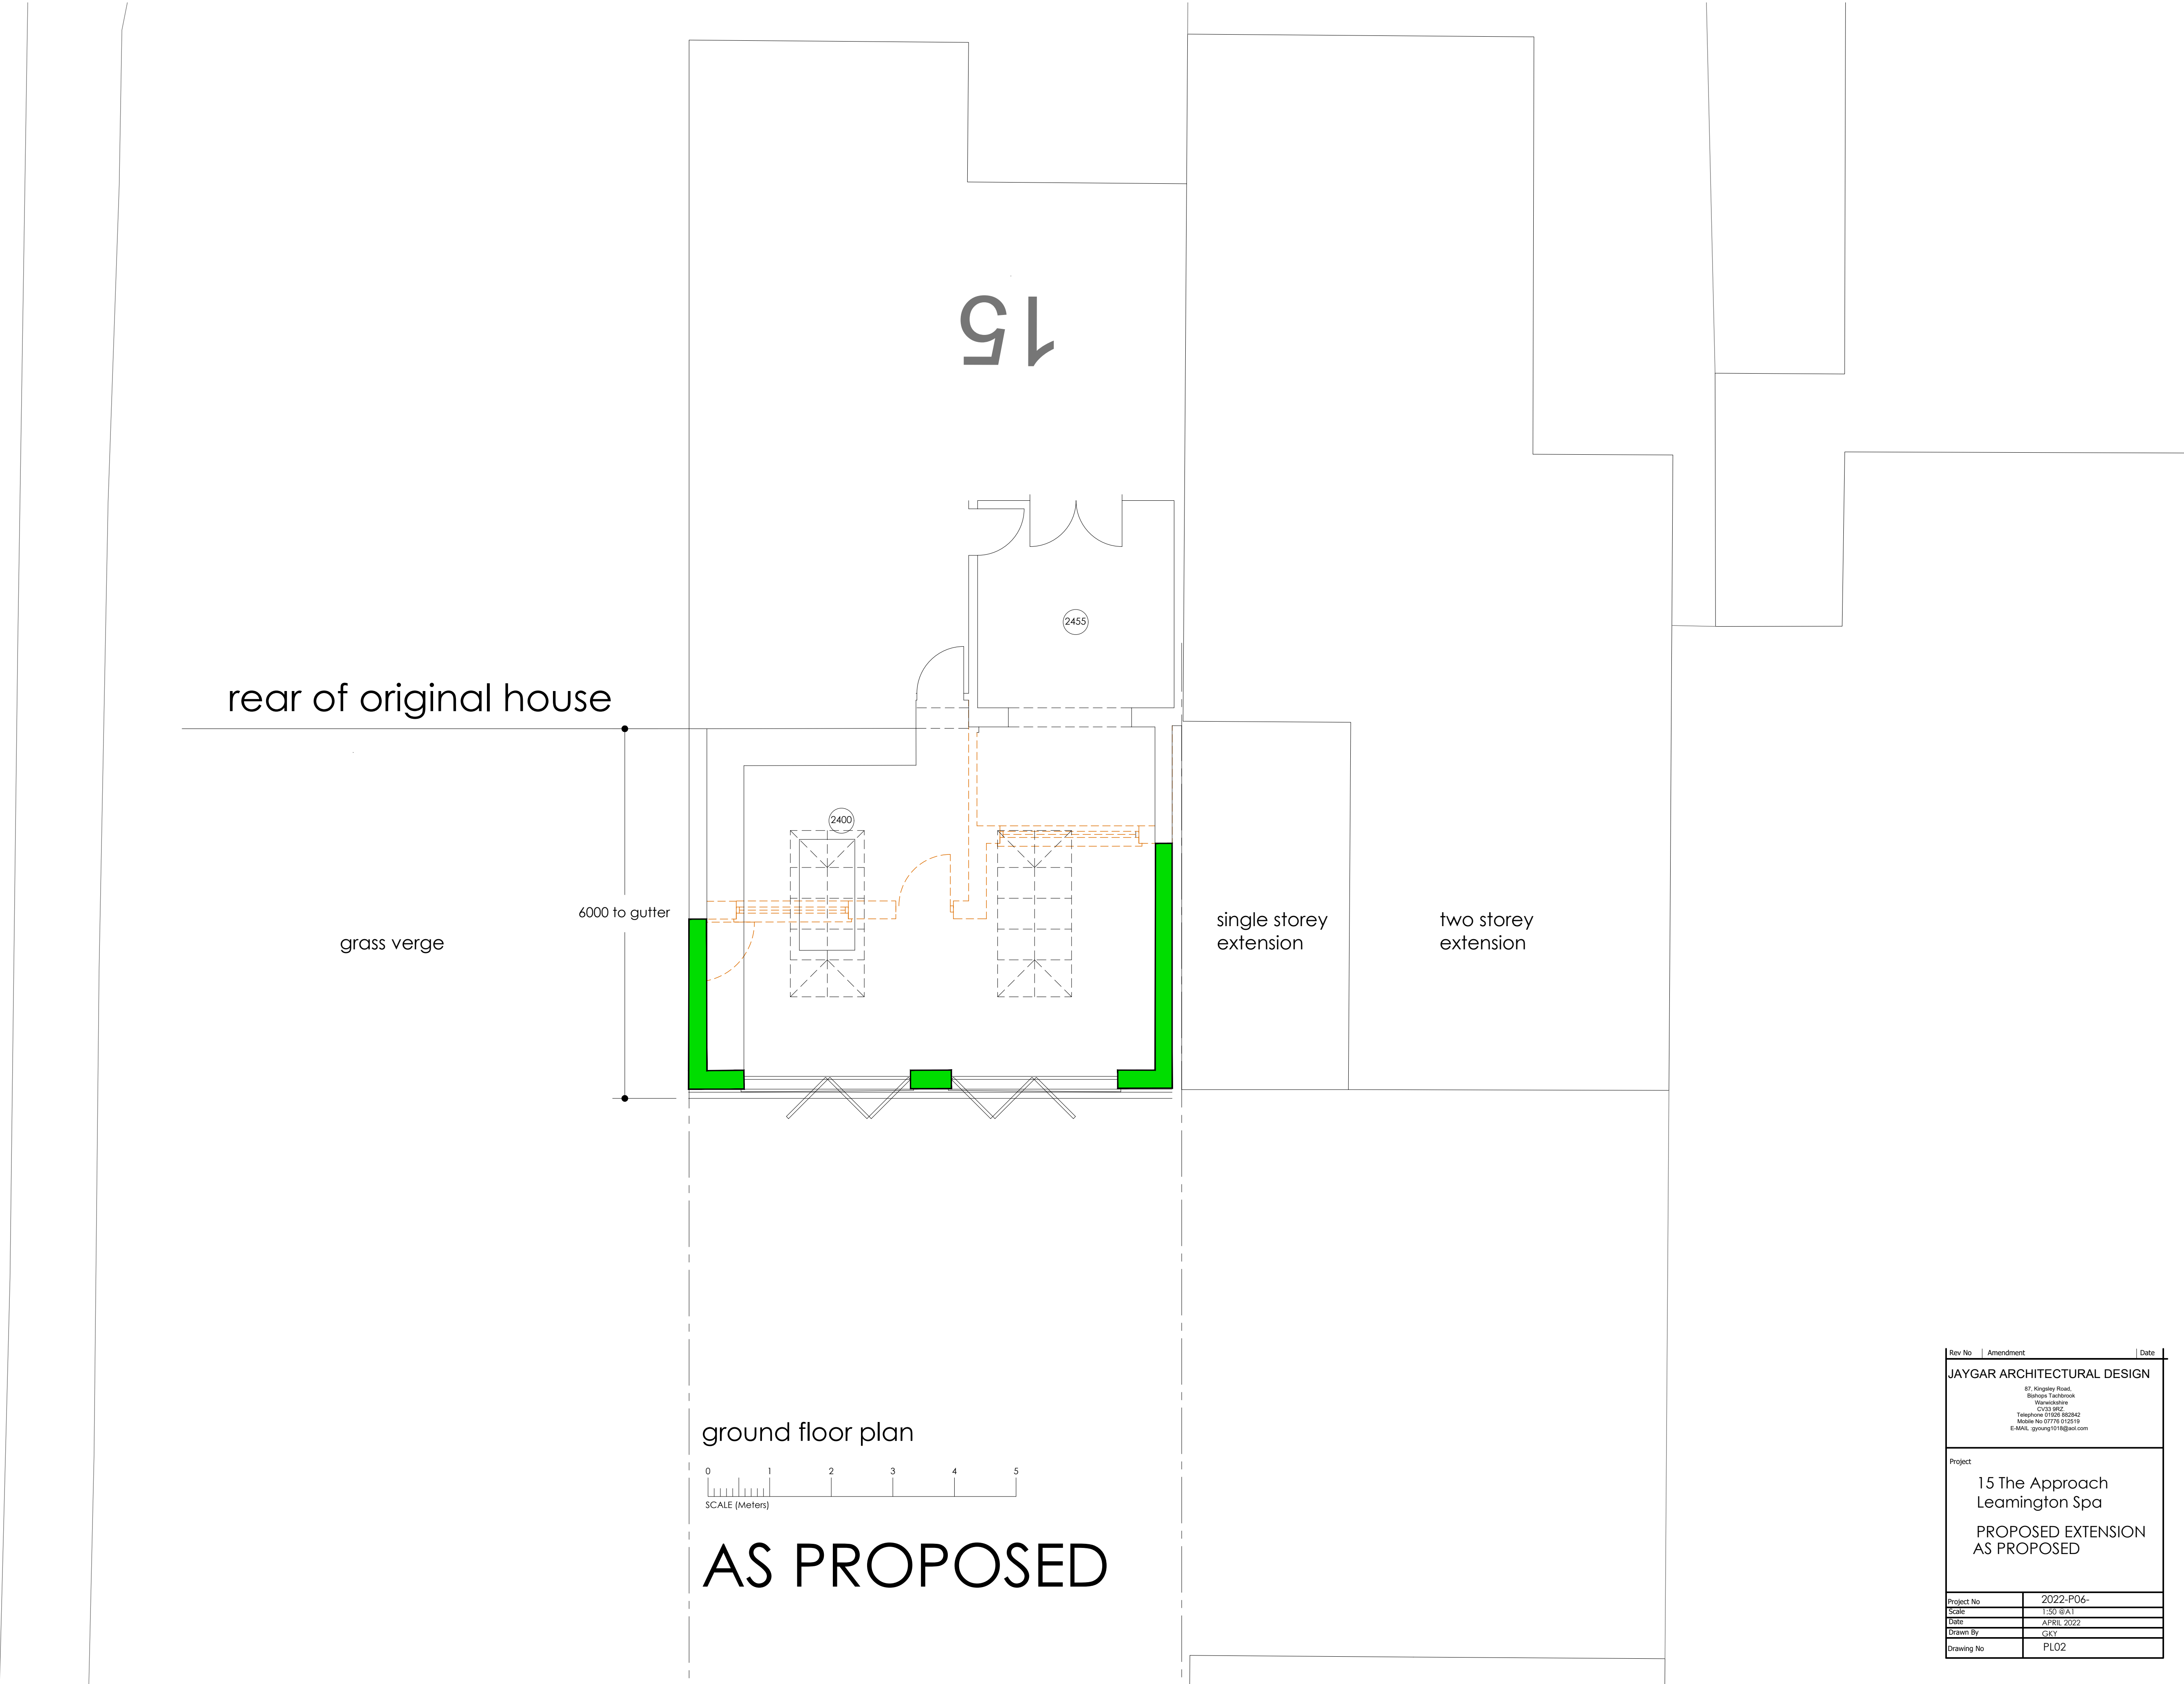 15
2455
rear of original house
2400
6000 to gutter
grass verge
single storey
extension
two storey
extension
ground floor plan
0 1 2 3 4 5
SCALE (Meters)
AS PROPOSED
Rev No Amendment Date
JAYGAR ARCHITECTURAL DESIGN
87, Kingsley Road,
Bishops Tachbrook
Warwickshire
CV33 9RZ.
Telephone 01926 882842
Mobile No 07776 012519
E-MAIL :gyoung1018@aol.com
Project
15 The Approach
Leamington Spa
PROPOSED EXTENSION
AS PROPOSED
Project No 2022-P06-
Scale 1:50 @A1
Date APRIL 2022
Drawn By GKY
Drawing No PL02